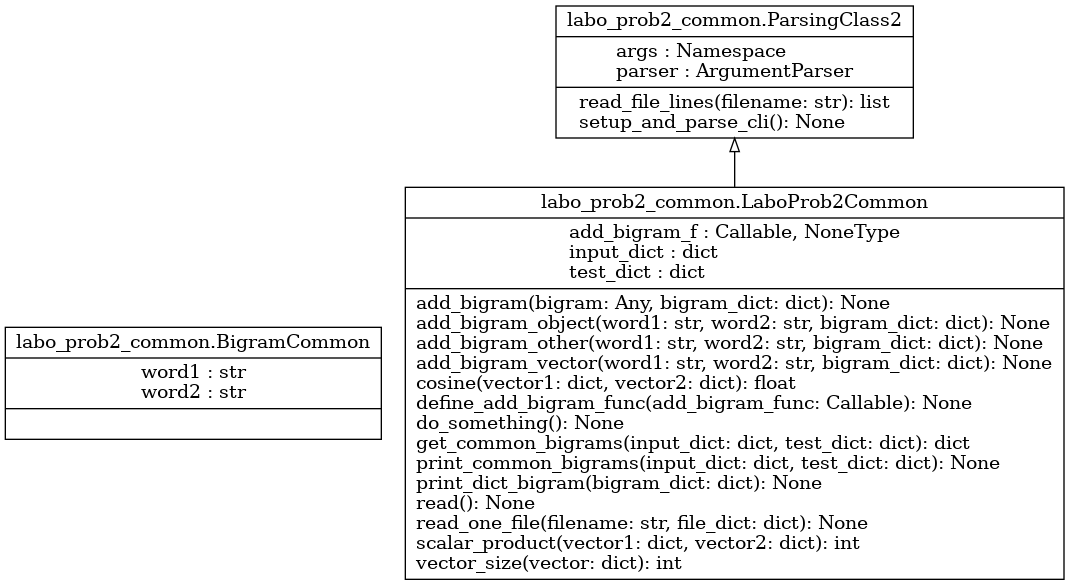 labo_prob2_common.ParsingClass2
args : Namespace
parser : ArgumentParser
read_file_lines(filename: str): list
setup_and_parse_cli(): None
labo_prob2_common.LaboProb2Common
add_bigram_f : Callable, NoneType
input_dict : dict
test_dict : dict
add_bigram(bigram: Any, bigram_dict: dict): None
add_bigram_object(word1: str, word2: str, bigram_dict: dict): None
add_bigram_other(word1: str, word2: str, bigram_dict: dict): None
add_bigram_vector(word1: str, word2: str, bigram_dict: dict): None
cosine(vector1: dict, vector2: dict): float
define_add_bigram_func(add_bigram_func: Callable): None
do_something(): None
get_common_bigrams(input_dict: dict, test_dict: dict): dict
print_common_bigrams(input_dict: dict, test_dict: dict): None
print_dict_bigram(bigram_dict: dict): None
read(): None
read_one_file(filename: str, file_dict: dict): None
scalar_product(vector1: dict, vector2: dict): int
vector_size(vector: dict): int
labo_prob2_common.BigramCommon
word1 : str
word2 : str